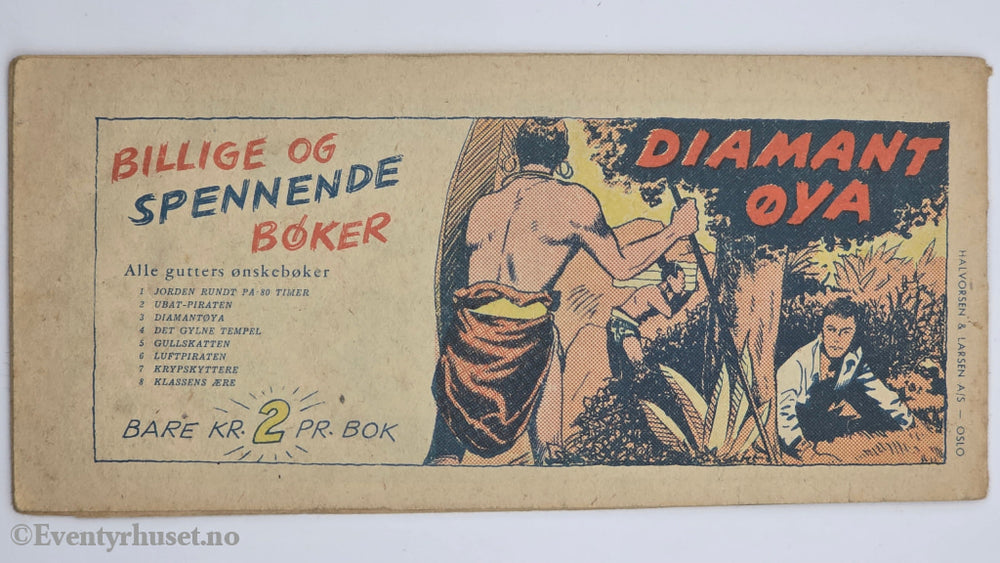 BILLIGE OG
SPENNENDE
BØKER
Alle gutters ønskebøker
1 JORDEN RUNDT PA 80 TIMER
2 UBAT-PIRATEN
3 DIAMANTØYA
4 DET GYLNE TEMPEL
5 GULLSKATTEN
6 LUFTPIRATEN
7 KRYPSKYTTERE
8 KLASSENS ÆRE
BARE KR. 2 PR. BOK
DIAMANT
ØYA
HALVORSEN & LARSEN A/S — OSLO
©Eventyrhuset.no